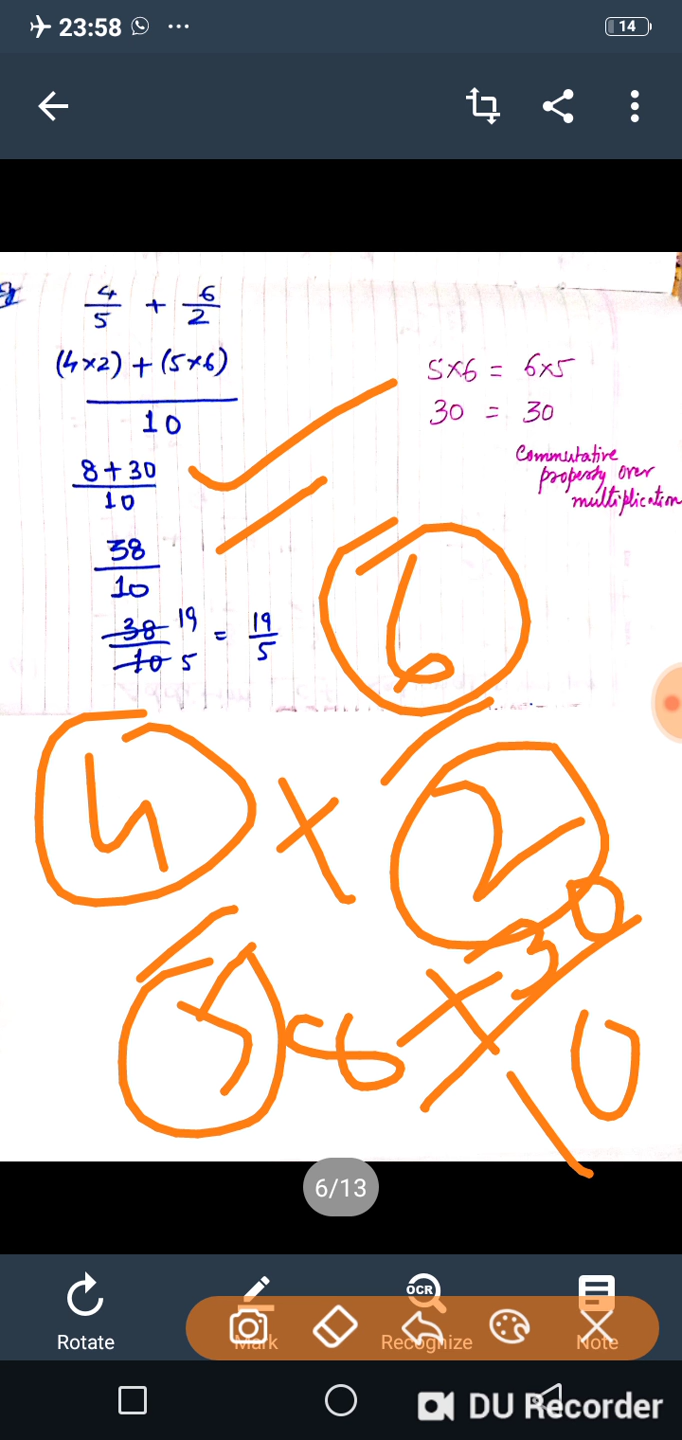 23:58
14
Eg
4/5 + 6/2
(4×2) + (5×6)
10
8+30
10
38
10
38 19 = 19
10 5 5
5×6 = 6×5
30 = 30
Commutative
property over
multiplication
6
4 × 2
5
8 + 30
10
6/13
OCR
Rotate
Mark
Recognize
Note
DU Recorder